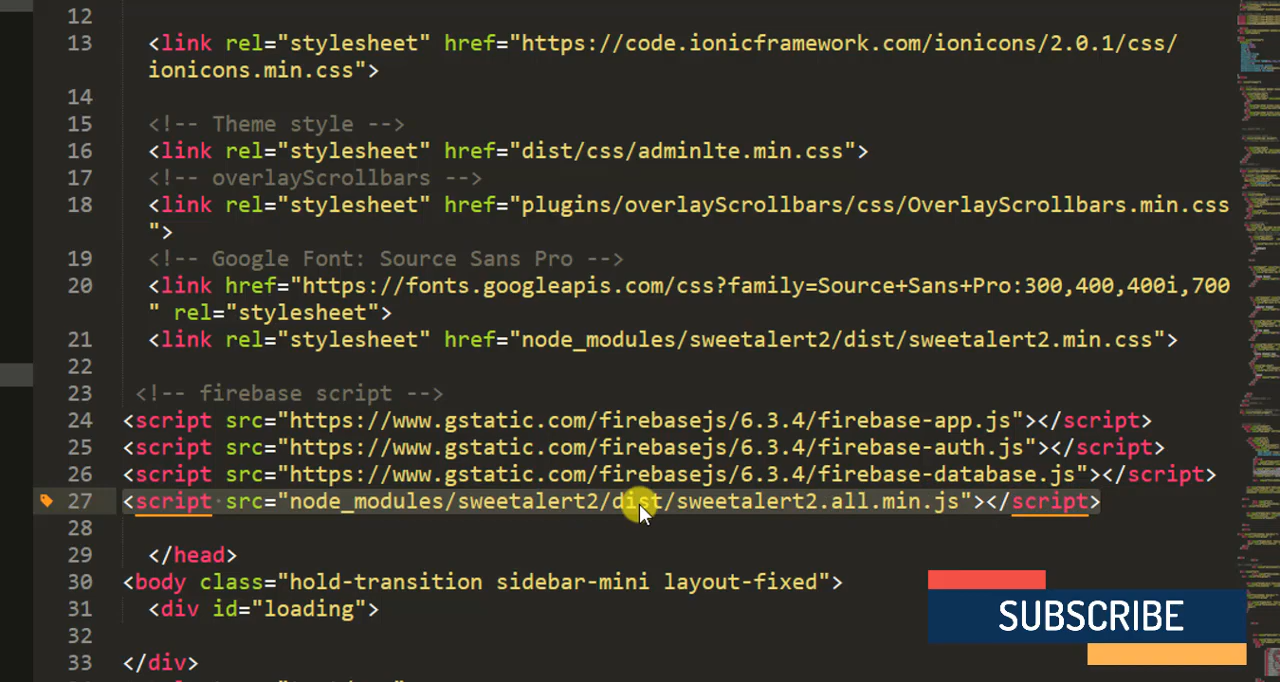 12
13 <link rel="stylesheet" href="https://code.ionicframework.com/ionicons/2.0.1/css/
ionicons.min.css">
14
15 <!-- Theme style -->
16 <link rel="stylesheet" href="dist/css/adminlte.min.css">
17 <!-- overlayScrollbars -->
18 <link rel="stylesheet" href="plugins/overlayScrollbars/css/OverlayScrollbars.min.css
">
19 <!-- Google Font: Source Sans Pro -->
20 <link href="https://fonts.googleapis.com/css?family=Source+Sans+Pro:300,400,400i,700
" rel="stylesheet">
21 <link rel="stylesheet" href="node_modules/sweetalert2/dist/sweetalert2.min.css">
22
23 <!-- firebase script -->
24 <script src="https://www.gstatic.com/firebasejs/6.3.4/firebase-app.js"></script>
25 <script src="https://www.gstatic.com/firebasejs/6.3.4/firebase-auth.js"></script>
26 <script src="https://www.gstatic.com/firebasejs/6.3.4/firebase-database.js"></script>
27 <script src="node_modules/sweetalert2/dist/sweetalert2.all.min.js"></script>
28
29 </head>
30 <body class="hold-transition sidebar-mini layout-fixed">
31 <div id="loading">
SUBSCRIBE
32
33 </div>